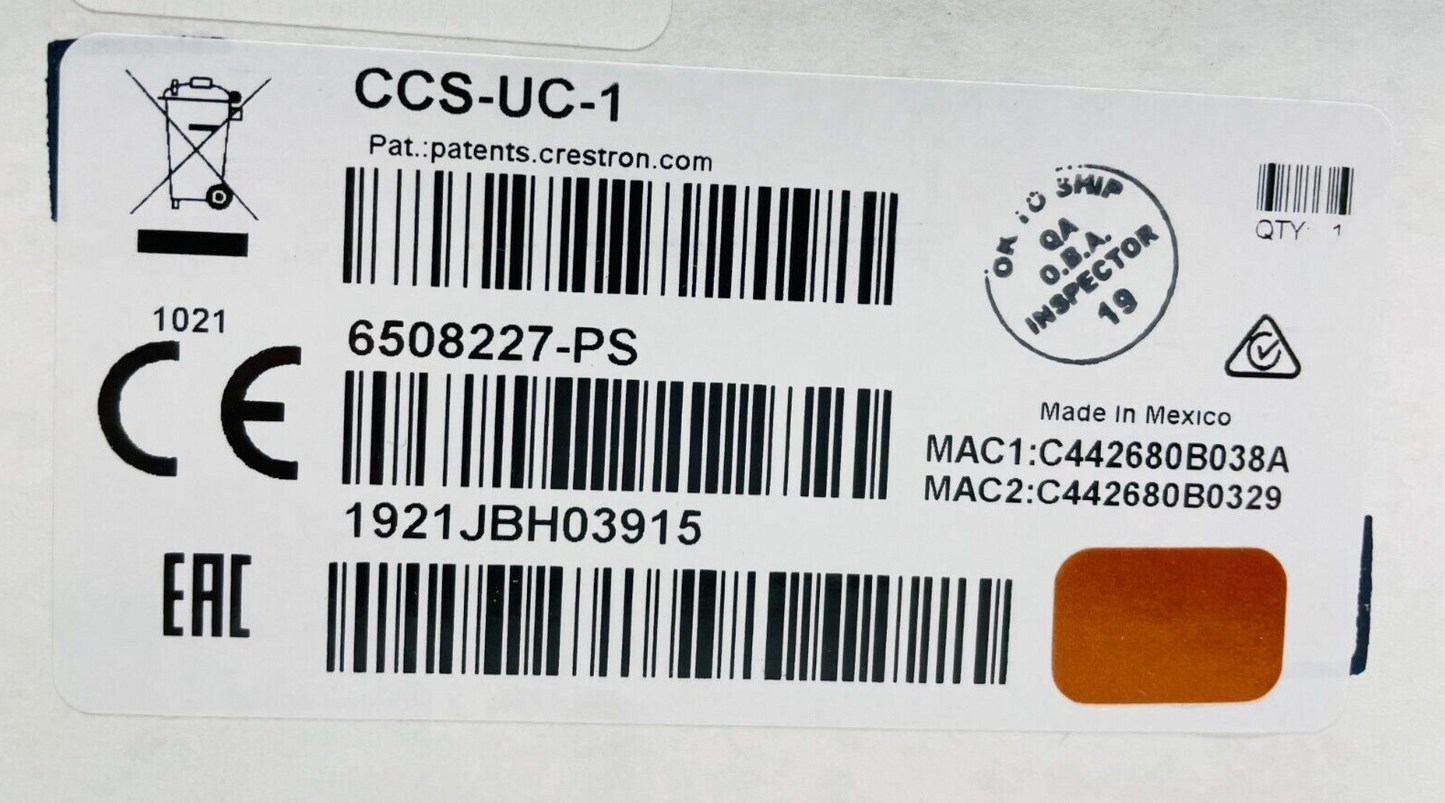 CCS-UC-1
Pat.:patents.crestron.com
OK TO SHIP
QA
O.B.A.
INSPECTOR
19
QTY: 1
1021
CE
6508227-PS
Made In Mexico
MAC1:C442680B038A
MAC2:C442680B0329
1921JBH03915
EAC